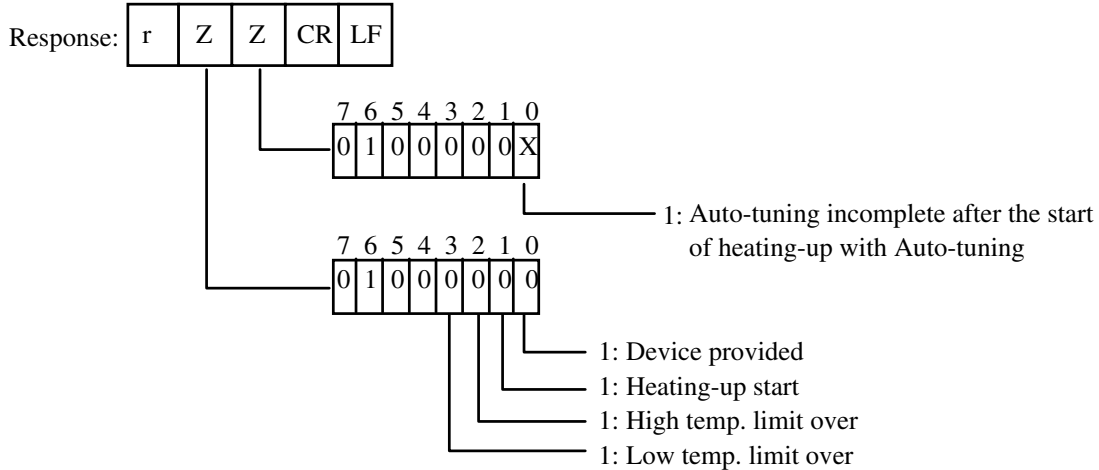 Response: r Z Z CR LF
7 6 5 4 3 2 1 0
0 1 0 0 0 0 0 X
1: Auto-tuning incomplete after the start
of heating-up with Auto-tuning
7 6 5 4 3 2 1 0
0 1 0 0 0 0 0 0
1: Device provided
1: Heating-up start
1: High temp. limit over
1: Low temp. limit over